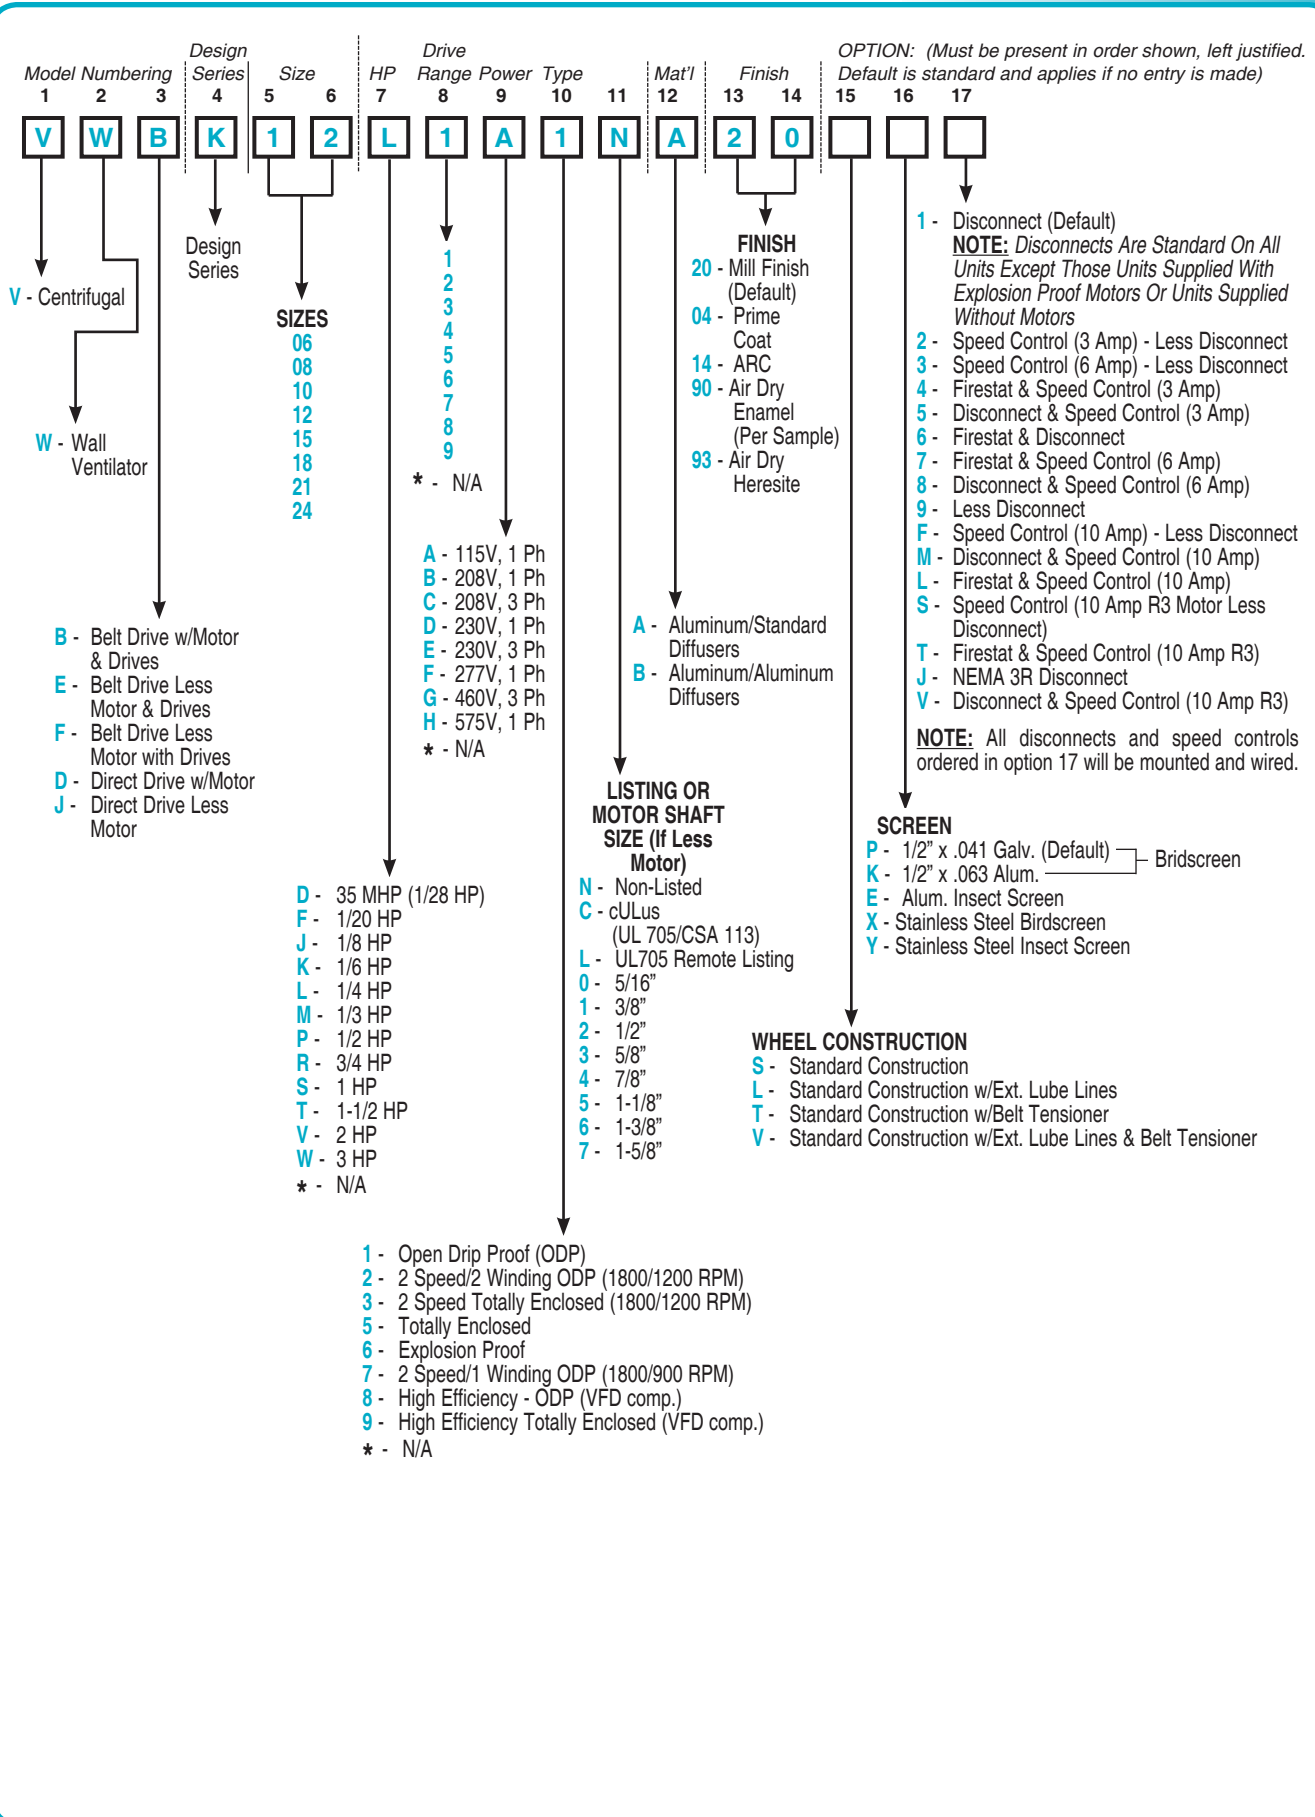 OPTION: (Must be present in order shown, left justified.
Default is standard and applies if no entry is made)
Design Drive
Model Numbering Series Size HP Range Power Type Mat'l Finish
1 2 3 4 5 6 7 8 9 10 11 12 13 14 15 16 17
V W B K 1 2 L 1 A 1 N A 2 0
V - Centrifugal
W - Wall
Ventilator
B - Belt Drive w/Motor
& Drives
E - Belt Drive Less
Motor & Drives
F - Belt Drive Less
Motor with Drives
D - Direct Drive w/Motor
J - Direct Drive Less
Motor
Design
Series
SIZES
06
08
10
12
15
18
21
24
D - 35 MHP (1/28 HP)
F - 1/20 HP
J - 1/8 HP
K - 1/6 HP
L - 1/4 HP
M - 1/3 HP
P - 1/2 HP
R - 3/4 HP
S - 1 HP
T - 1-1/2 HP
V - 2 HP
W - 3 HP
* - N/A
1
2
3
4
5
6
7
8
9
* - N/A
A - 115V, 1 Ph
B - 208V, 1 Ph
C - 208V, 3 Ph
D - 230V, 1 Ph
E - 230V, 3 Ph
F - 277V, 1 Ph
G - 460V, 3 Ph
H - 575V, 1 Ph
* - N/A
1 - Open Drip Proof (ODP)
2 - 2 Speed/2 Winding ODP (1800/1200 RPM)
3 - 2 Speed Totally Enclosed (1800/1200 RPM)
5 - Totally Enclosed
6 - Explosion Proof
7 - 2 Speed/1 Winding ODP (1800/900 RPM)
8 - High Efficiency - ODP (VFD comp.)
9 - High Efficiency Totally Enclosed (VFD comp.)
* - N/A
LISTING OR
MOTOR SHAFT
SIZE (If Less
Motor)
N - Non-Listed
C - cULus
(UL 705/CSA 113)
L - UL705 Remote Listing
0 - 5/16"
1 - 3/8"
2 - 1/2"
3 - 5/8"
4 - 7/8"
5 - 1-1/8"
6 - 1-3/8"
7 - 1-5/8"
A - Aluminum/Standard
Diffusers
B - Aluminum/Aluminum
Diffusers
FINISH
20 - Mill Finish
(Default)
04 - Prime
Coat
14 - ARC
90 - Air Dry
Enamel
(Per Sample)
93 - Air Dry
Heresite
WHEEL CONSTRUCTION
S - Standard Construction
L - Standard Construction w/Ext. Lube Lines
T - Standard Construction w/Belt Tensioner
V - Standard Construction w/Ext. Lube Lines & Belt Tensioner
SCREEN
P - 1/2" x .041 Galv. (Default)
K - 1/2" x .063 Alum.
Bridscreen
E - Alum. Insect Screen
X - Stainless Steel Birdscreen
Y - Stainless Steel Insect Screen
1 - Disconnect (Default)
NOTE: Disconnects Are Standard On All
Units Except Those Units Supplied With
Explosion Proof Motors Or Units Supplied
Without Motors
2 - Speed Control (3 Amp) - Less Disconnect
3 - Speed Control (6 Amp) - Less Disconnect
4 - Firestat & Speed Control (3 Amp)
5 - Disconnect & Speed Control (3 Amp)
6 - Firestat & Disconnect
7 - Firestat & Speed Control (6 Amp)
8 - Disconnect & Speed Control (6 Amp)
9 - Less Disconnect
F - Speed Control (10 Amp) - Less Disconnect
M - Disconnect & Speed Control (10 Amp)
L - Firestat & Speed Control (10 Amp)
S - Speed Control (10 Amp R3 Motor Less
Disconnect)
T - Firestat & Speed Control (10 Amp R3)
J - NEMA 3R Disconnect
V - Disconnect & Speed Control (10 Amp R3)
NOTE: All disconnects and speed controls
ordered in option 17 will be mounted and wired.